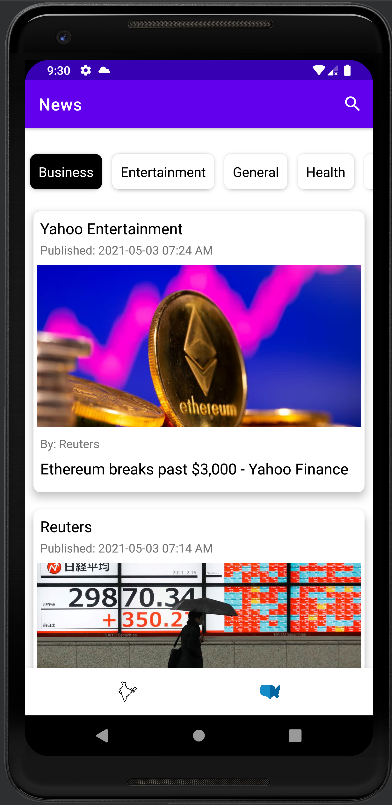 9:30
News
Business Entertainment General Health
Yahoo Entertainment
Published: 2021-05-03 07:24 AM
ethereum
By: Reuters
Ethereum breaks past $3,000 - Yahoo Finance
Reuters
Published: 2021-05-03 07:14 AM
日経平均
29870.34
+350.27